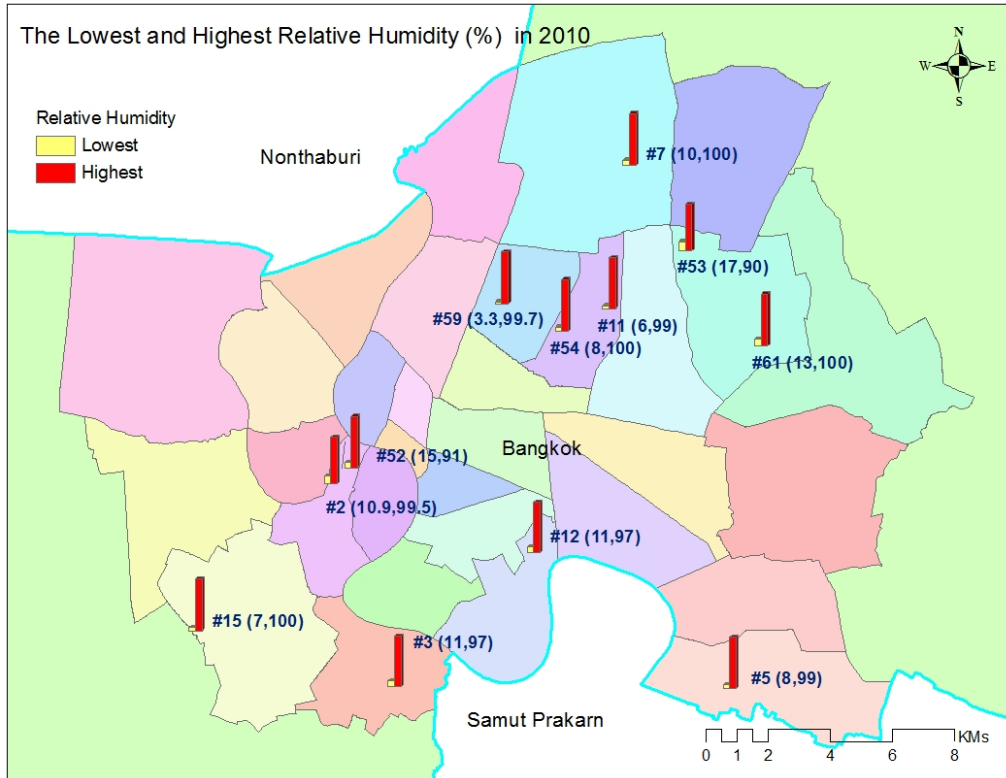 The Lowest and Highest Relative Humidity (%) in 2010
N
W E
S
Relative Humidity
Lowest
Highest
Nonthaburi
#7 (10,100)
#53 (17,90)
#59 (3.3,99.7)
#11 (6,99)
#54 (8,100)
#61 (13,100)
Bangkok
#52 (15,91)
#2 (10.9,99.5)
#12 (11,97)
#15 (7,100)
#3 (11,97)
#5 (8,99)
Samut Prakarn
KMs
0 1 2 4 6 8